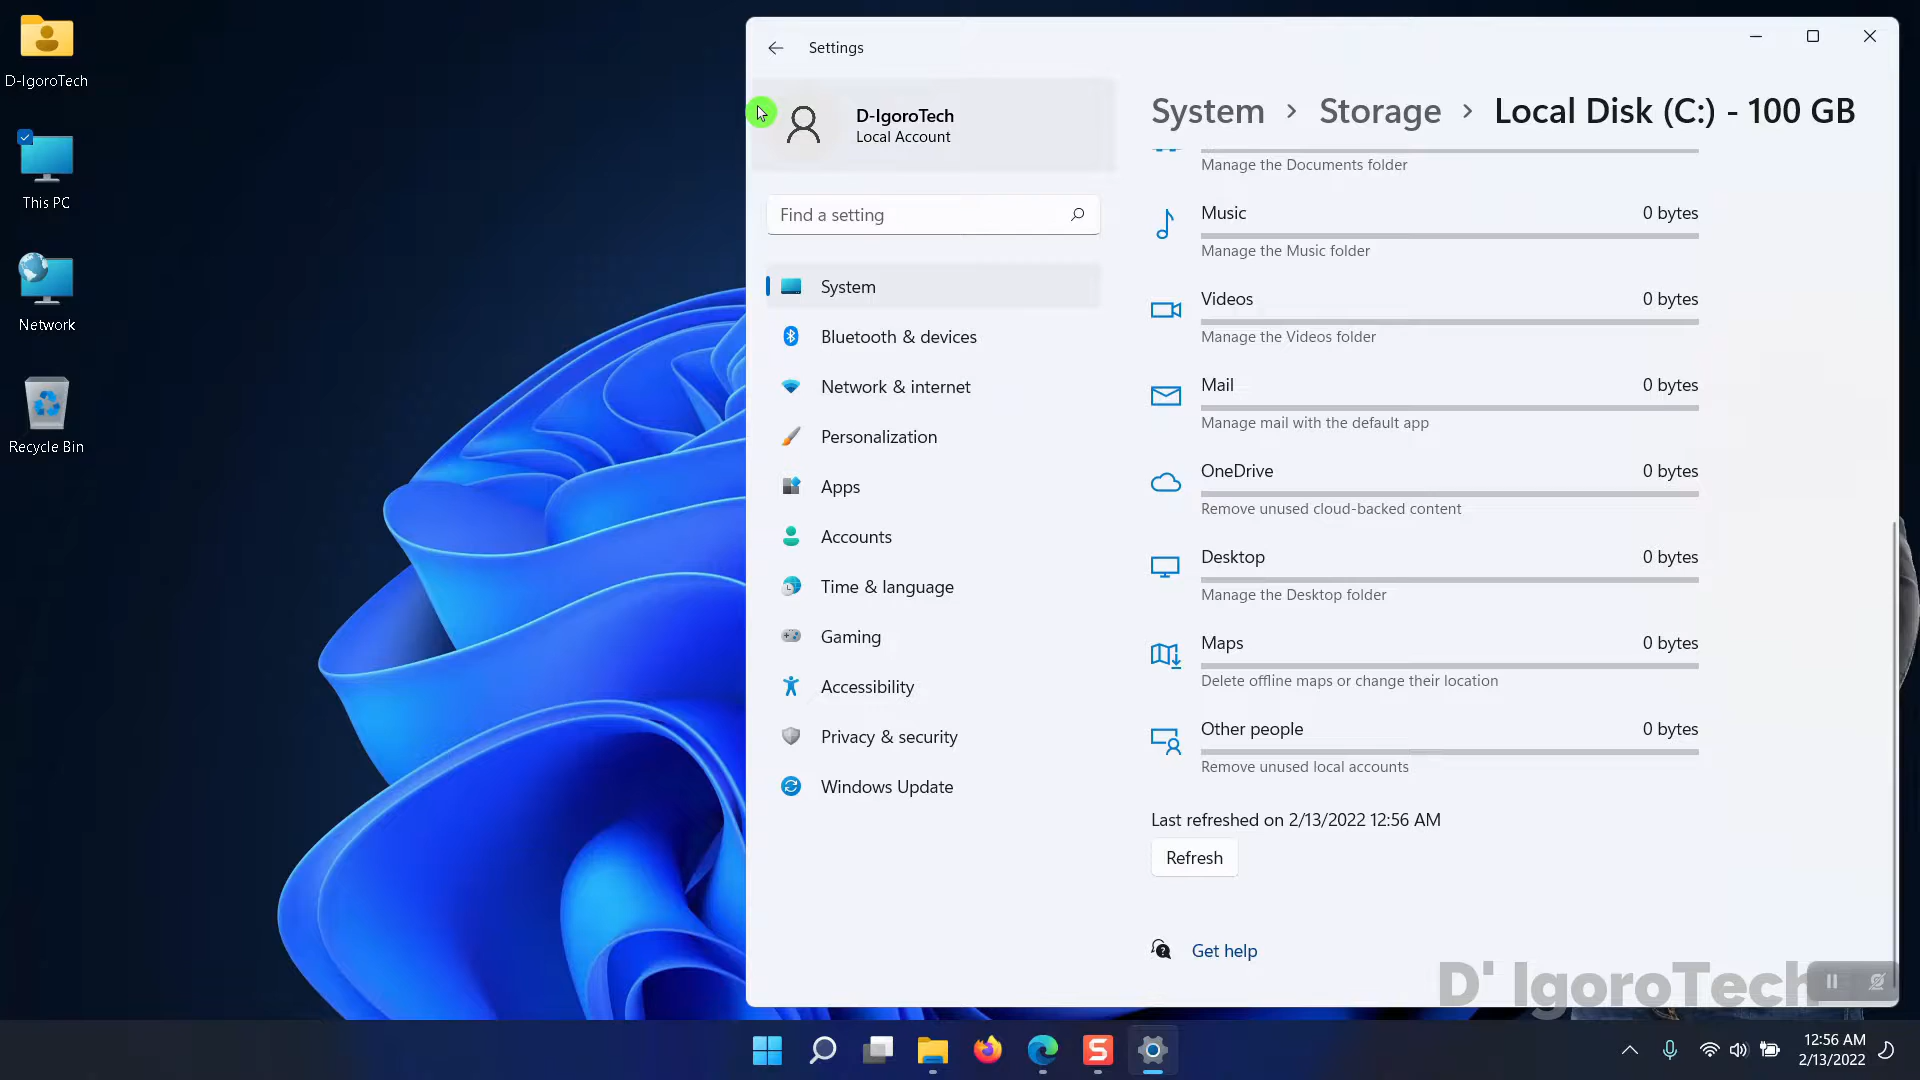 D-IgoroTech
This PC
Network
Recycle Bin
Settings
D-IgoroTech
Local Account
Find a setting
System
Bluetooth & devices
Network & internet
Personalization
Apps
Accounts
Time & language
Gaming
Accessibility
Privacy & security
Windows Update
System > Storage > Local Disk (C:) - 100 GB
Manage the Documents folder
Music 0 bytes
Manage the Music folder
Videos 0 bytes
Manage the Videos folder
Mail 0 bytes
Manage mail with the default app
OneDrive 0 bytes
Remove unused cloud-backed content
Desktop 0 bytes
Manage the Desktop folder
Maps 0 bytes
Delete offline maps or change their location
Other people 0 bytes
Remove unused local accounts
Last refreshed on 2/13/2022 12:56 AM
Refresh
Get help
D' IgoroTech
S
12:56 AM
2/13/2022